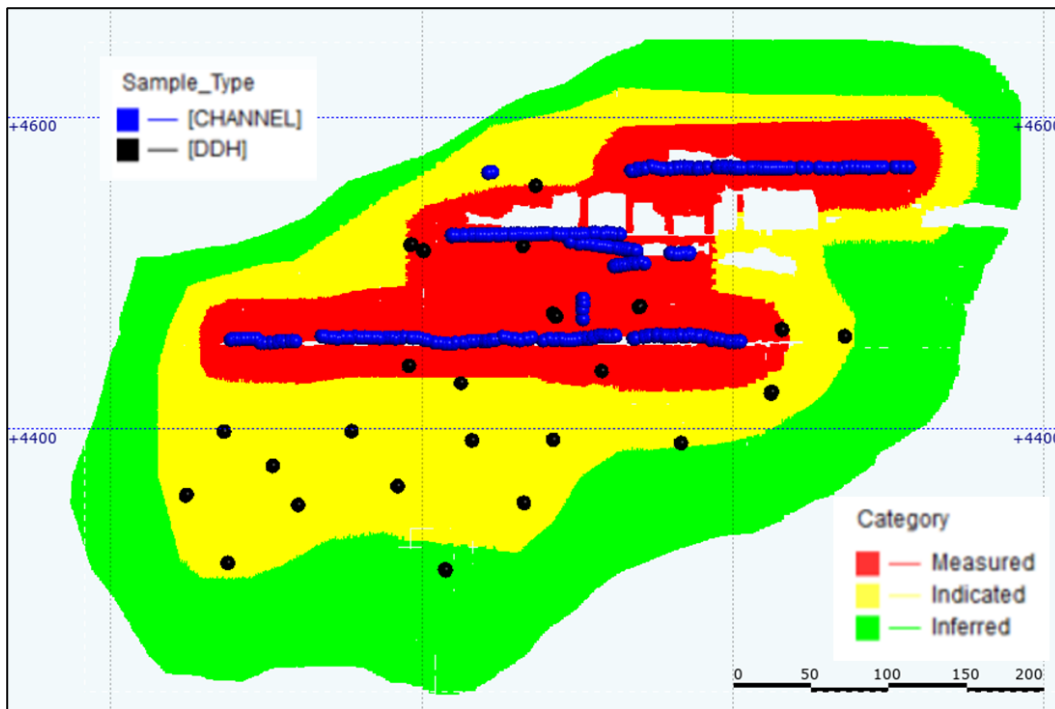 Sample_Type
[CHANNEL]
[DDH]
+4600
+4600
+4400
+4400
Category
Measured
Indicated
Inferred
0 50 100 150 200